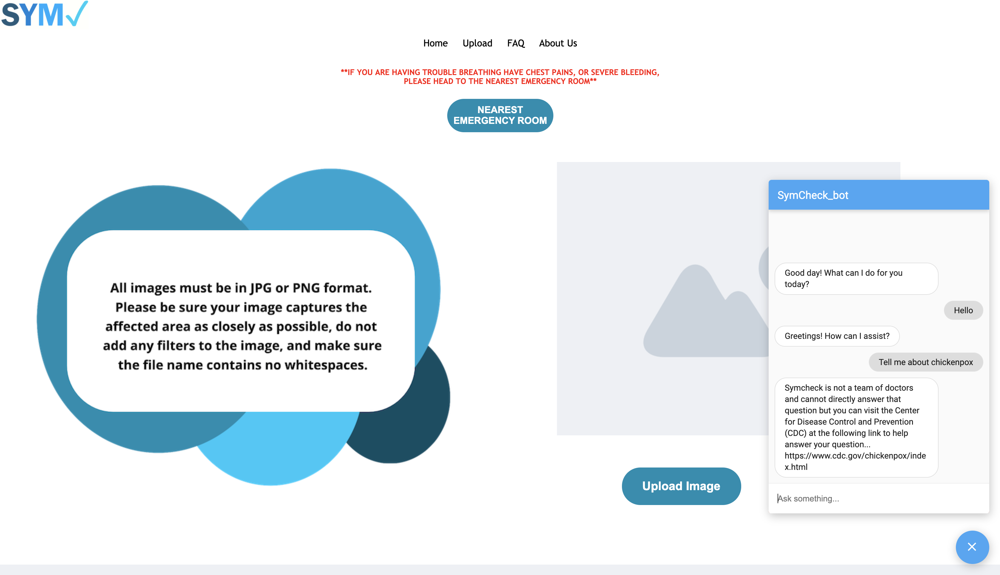 SYM✓
Home Upload FAQ About Us
**IF YOU ARE HAVING TROUBLE BREATHING HAVE CHEST PAINS, OR SEVERE BLEEDING,
PLEASE HEAD TO THE NEAREST EMERGENCY ROOM**
NEAREST
EMERGENCY ROOM
All images must be in JPG or PNG format.
Please be sure your image captures the
affected area as closely as possible, do not
add any filters to the image, and make sure
the file name contains no whitespaces.
Upload Image
SymCheck_bot
Good day! What can I do for you
today?
Hello
Greetings! How can I assist?
Tell me about chickenpox
Symcheck is not a team of doctors
and cannot directly answer that
question but you can visit the Center
for Disease Control and Prevention
(CDC) at the following link to help
answer your question...
https://www.cdc.gov/chickenpox/inde
x.html
Ask something...